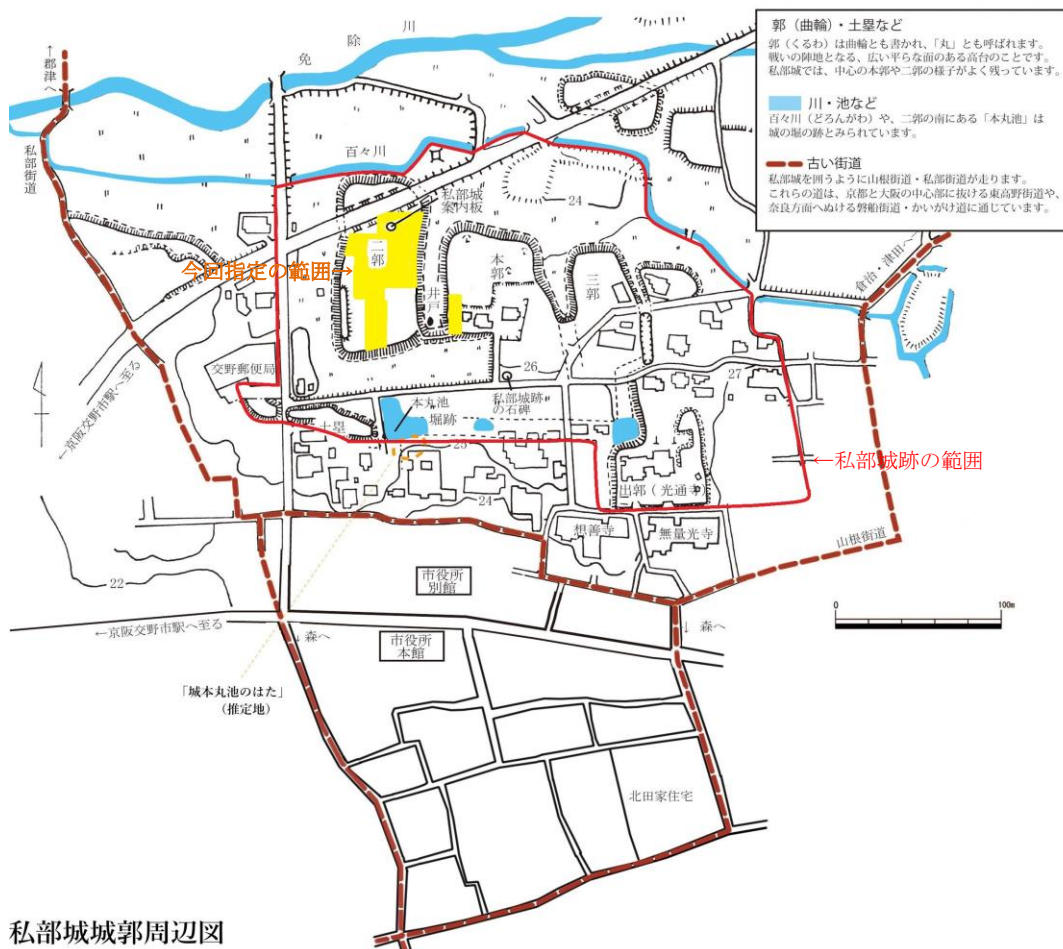 郭（曲輪）・土塁など
郭（くるわ）は曲輪とも書かれ、「丸」とも呼ばれます。
戦いの陣地となる、広い平らな面のある高台のことです。
私部城では、中心の本郭や二郭の様子がよく残っています。
川・池など
百々川（どろんがわ）や、二郭の南にある「本丸池」は
城の堀の跡とみられています。
古い街道
私部城を囲うように山根街道・私部街道が走ります。
これらの道は、京都と大阪の中心部に抜ける東高野街道や、
奈良方面へぬける磐船街道・かいがけ道に通じています。
←郡津へ
免除川
私部街道
百々川
24
私部城
案内板
二郭
今回指定の範囲→
井戸
本郭
三郭
倉治・津田へ→
交野郵便局
26
27
←京阪交野市駅へ至る
本丸池
堀跡
私部城跡
の石碑
土塁
25
←私部城跡の範囲
24
出郭（光通寺）
想善寺
無量光寺
山根街道
22
市役所
別館
0
100m
←京阪交野市駅へ至る
↓森へ
市役所
本館
↓森へ
「城本丸池のはた」
（推定地）
北田家住宅
私部城城郭周辺図